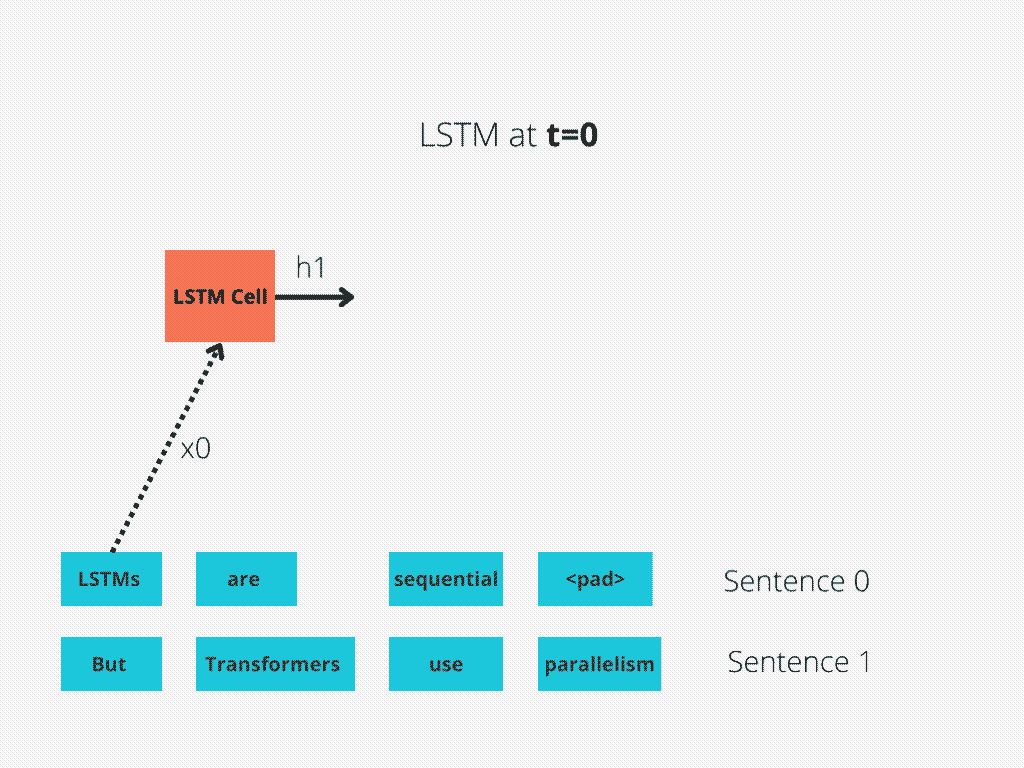 LSTM at t=0
h1
LSTM Cell
x0
LSTMs are sequential <pad> Sentence 0
But Transformers use parallelism Sentence 1